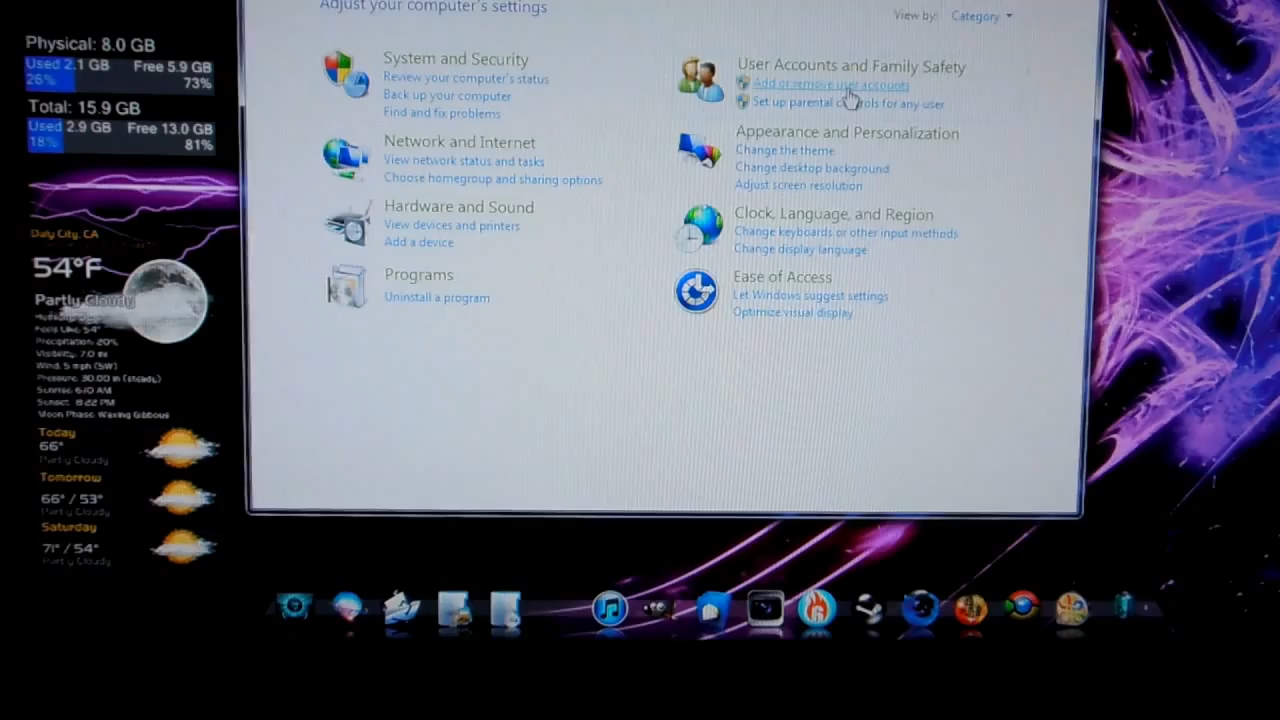 Adjust your computer's settings
View by: Category
Physical: 8.0 GB
Used 2.1 GB Free 5.9 GB
26% 73%
Total: 15.9 GB
Used 2.9 GB Free 13.0 GB
18% 81%
Daly City, CA
54°F
Partly Cloudy
Feels Like: 54°
Precipitation: 20%
Visibility: 7.0 mi
Wind: 5 mph (SW)
Pressure: 30.00 in (steady)
Sunrise: 6:10 AM
Sunset: 8:22 PM
Moon Phase: Waxing Gibbous
Today
66°
Partly Cloudy
Tomorrow
66° / 53°
Partly Cloudy
Saturday
71° / 54°
Partly Cloudy
System and Security
Review your computer's status
Back up your computer
Find and fix problems
Network and Internet
View network status and tasks
Choose homegroup and sharing options
Hardware and Sound
View devices and printers
Add a device
Programs
Uninstall a program
User Accounts and Family Safety
Add or remove user accounts
Set up parental controls for any user
Appearance and Personalization
Change the theme
Change desktop background
Adjust screen resolution
Clock, Language, and Region
Change keyboards or other input methods
Change display language
Ease of Access
Let Windows suggest settings
Optimize visual display